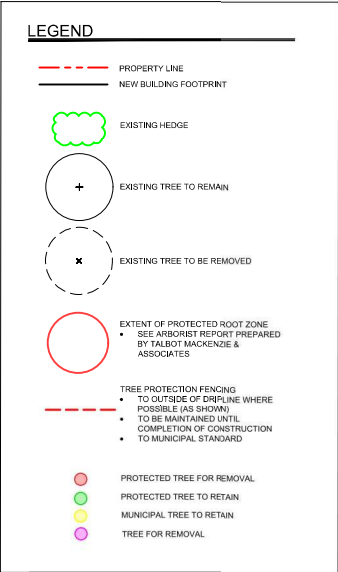 LEGEND
PROPERTY LINE
NEW BUILDING FOOTPRINT
EXISTING HEDGE
EXISTING TREE TO REMAIN
EXISTING TREE TO BE REMOVED
EXTENT OF PROTECTED ROOT ZONE
• SEE ARBORIST REPORT PREPARED
BY TALBOT MACKENZIE &
ASSOCIATES
TREE PROTECTION FENCING
• TO OUTSIDE OF DRIPLINE WHERE
POSSIBLE (AS SHOWN)
• TO BE MAINTAINED UNTIL
COMPLETION OF CONSTRUCTION
• TO MUNICIPAL STANDARD
PROTECTED TREE FOR REMOVAL
PROTECTED TREE TO RETAIN
MUNICIPAL TREE TO RETAIN
TREE FOR REMOVAL